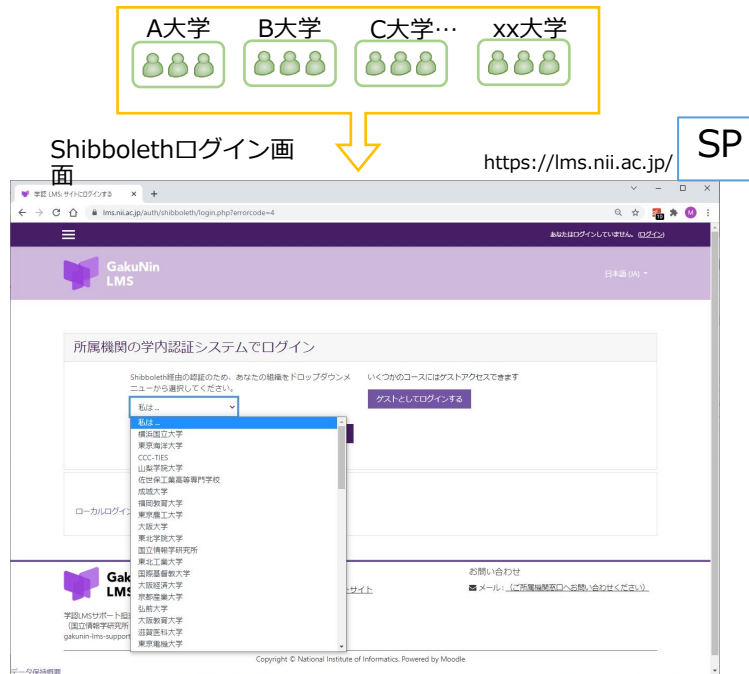 A大学 B大学 C大学… xx大学
Shibbolethログイン画
面
https://lms.nii.ac.jp/
SP
学認 LMS: サイトにログインする
lms.nii.ac.jp/auth/shibboleth/login.php?errorcode=4
M
あなたはログインしていません。 (ログイン)
GakuNin
LMS
日本語 (JA)
所属機関の学内認証システムでログイン
Shibboleth経由の認証のため、あなたの組織をドロップダウンメ
ニューから選択してください。
いくつかのコースにはゲストアクセスできます
ゲストとしてログインする
私は ...
私は ...
横浜国立大学
東京海洋大学
CCC-TIES
山梨学院大学
佐世保工業高等専門学校
成城大学
福岡教育大学
東京農工大学
大阪大学
東北学院大学
国立情報学研究所
東北工業大学
国際基督教大学
大阪経済大学
京都産業大学
弘前大学
大阪教育大学
滋賀医科大学
東京電機大学
ローカルログイン
Gak
LMS
サイト
お問い合わせ
メール: (ご所属機関窓口へお問い合わせください)
学認LMSサポート担
(国立情報学研究所
gakunin-lms-support
Copyright © National Institute of Informatics. Powered by Moodle
データ保持概要